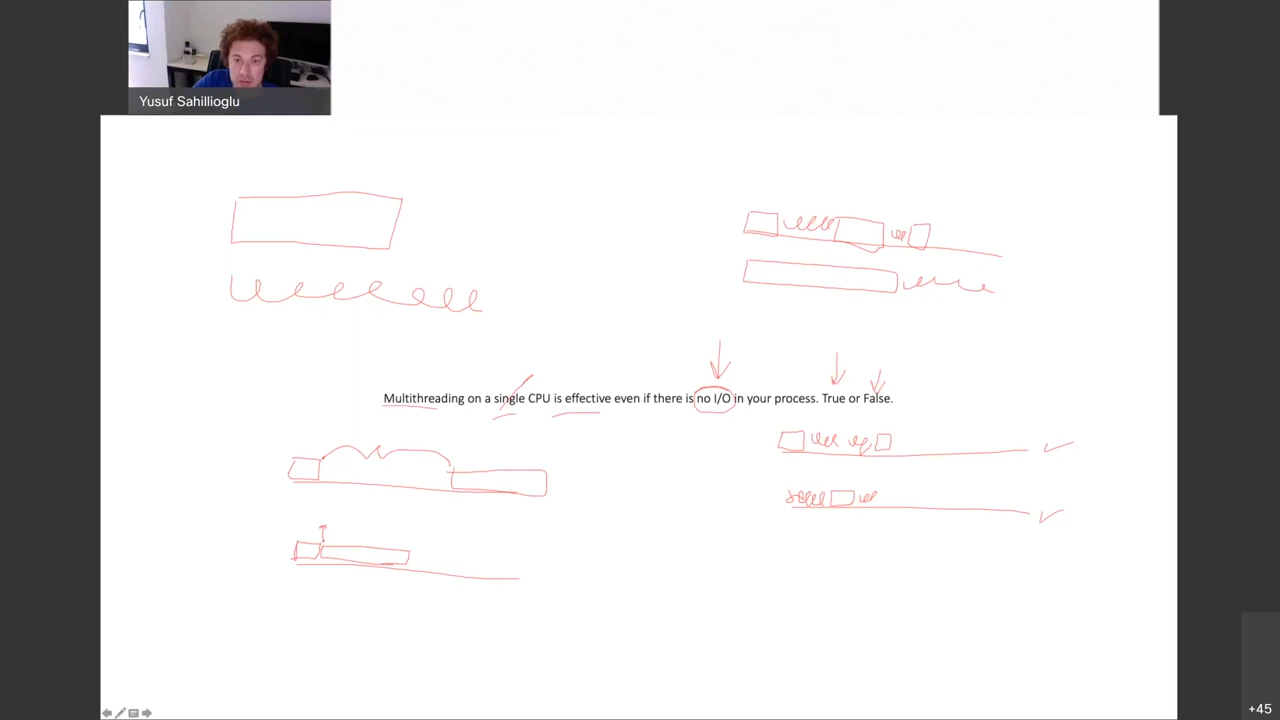 Yusuf Sahillioglu
Multithreading on a single CPU is effective even if there is no I/O in your process. True or False.
+45